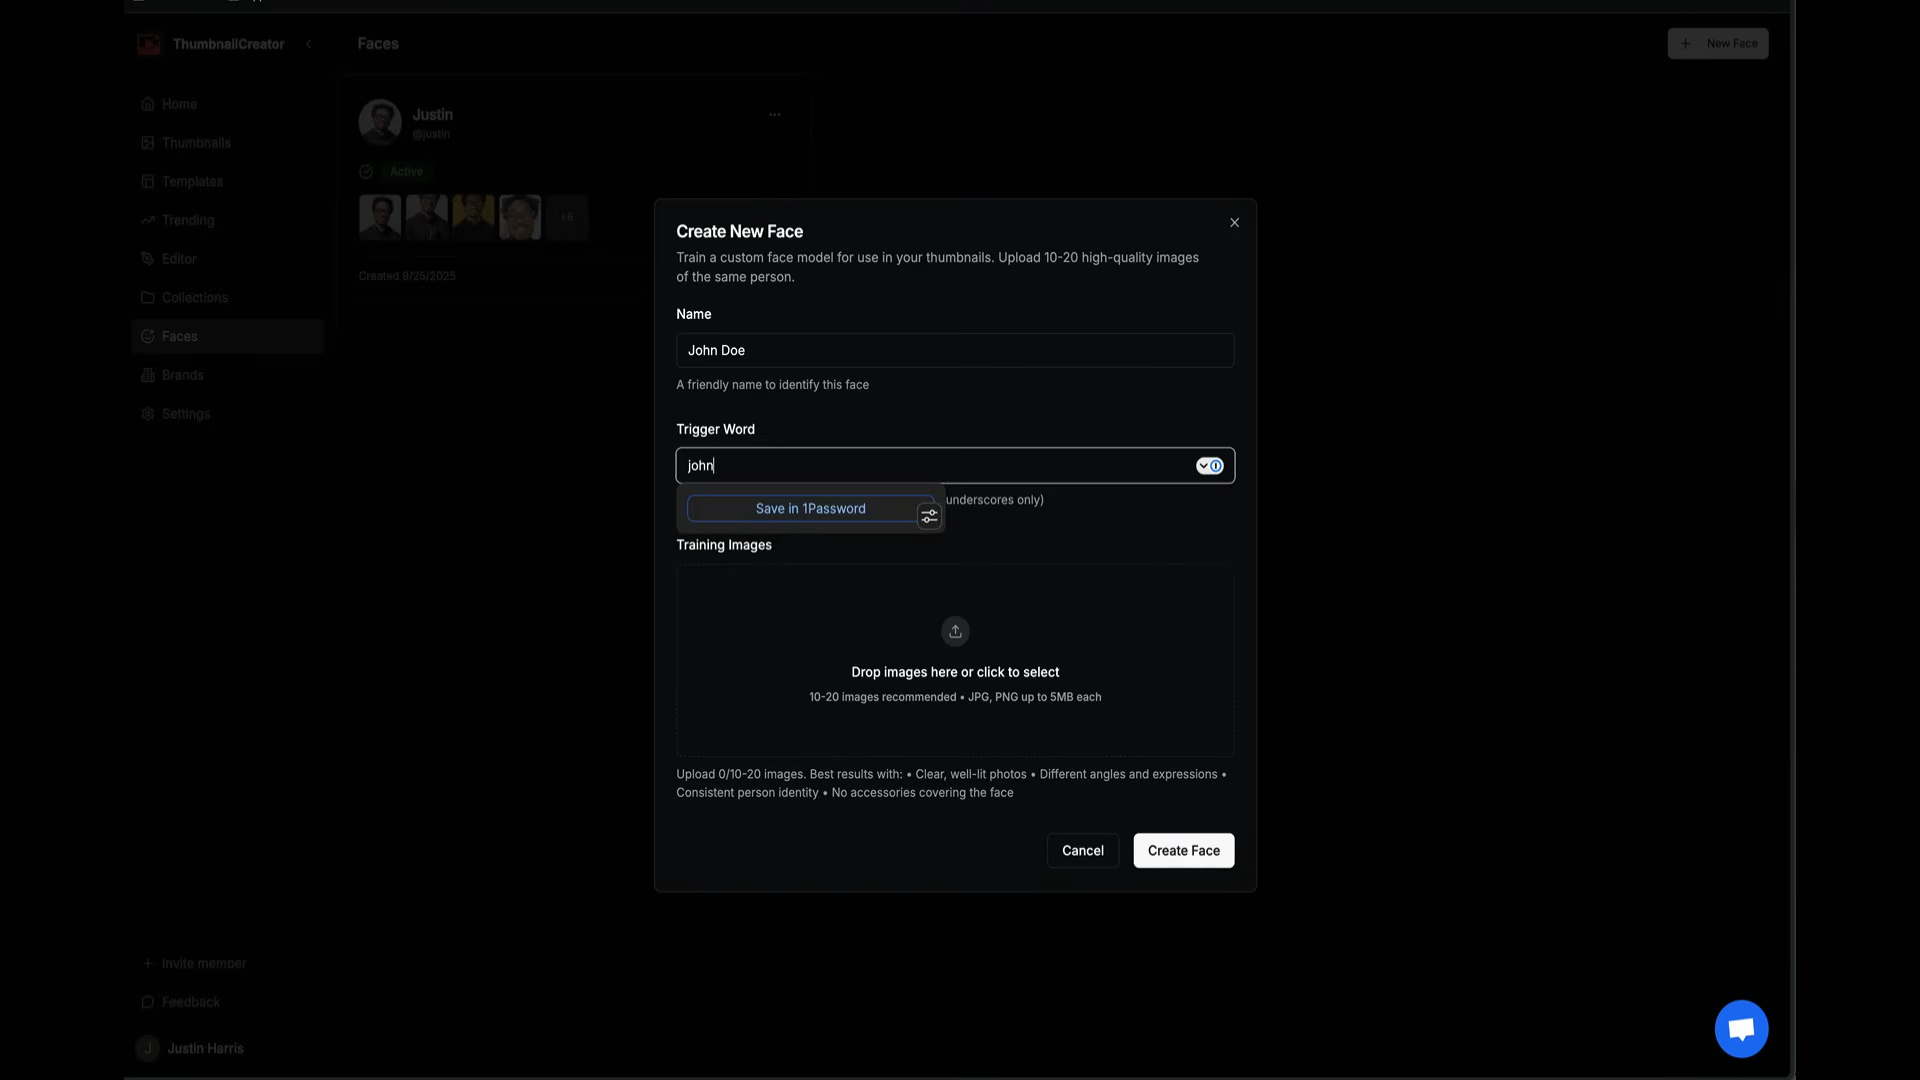 ThumbnailCreator
Faces
New Face
Home
Thumbnails
Templates
Trending
Editor
Collections
Faces
Brands
Settings
Justin
@justin
Active
+6
Created 9/25/2025
Create New Face
Train a custom face model for use in your thumbnails. Upload 10-20 high-quality images
of the same person.
Name
John Doe
A friendly name to identify this face
Trigger Word
john
Save in 1Password
underscores only)
Training Images
Drop images here or click to select
10-20 images recommended • JPG, PNG up to 5MB each
Upload 0/10-20 images. Best results with: • Clear, well-lit photos • Different angles and expressions •
Consistent person identity • No accessories covering the face
Cancel
Create Face
Invite member
Feedback
J
Justin Harris